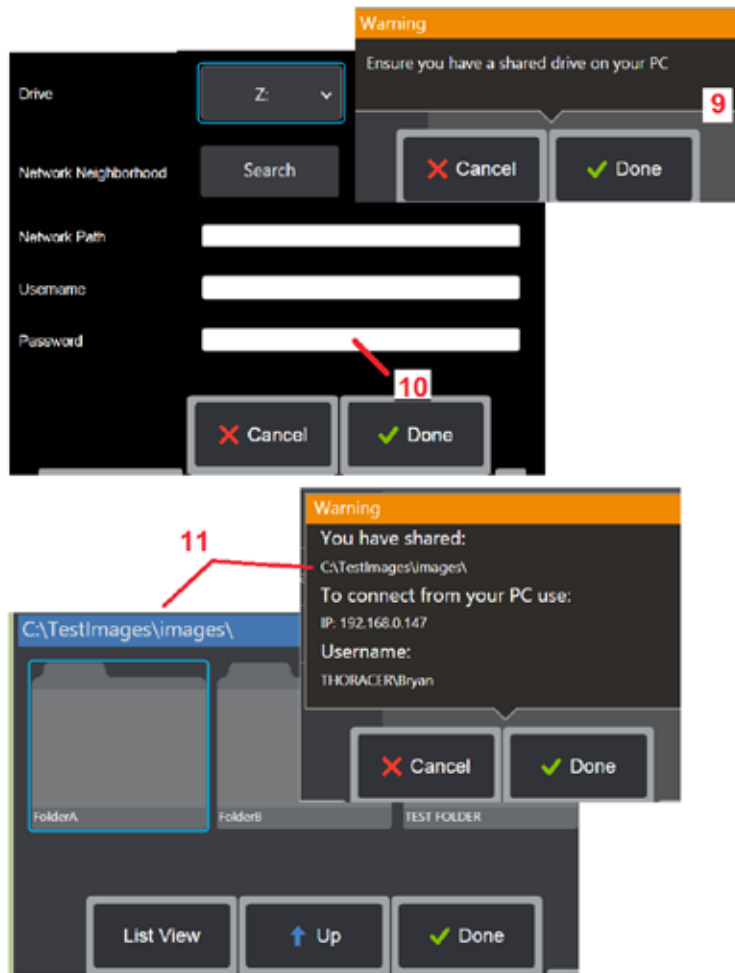 Warning
Ensure you have a shared drive on your PC
9
Cancel
Done
Drive
Z:
Network Neighborhood
Search
Network Path
Username
Password
10
Cancel
Done
11
Warning
You have shared:
C:\TestImages\images\
To connect from your PC use:
IP: 192.168.0.147
Username:
THORACER\Bryan
Cancel
Done
C:\TestImages\images\
FolderA
FolderB
TEST FOLDER
List View
Up
Done